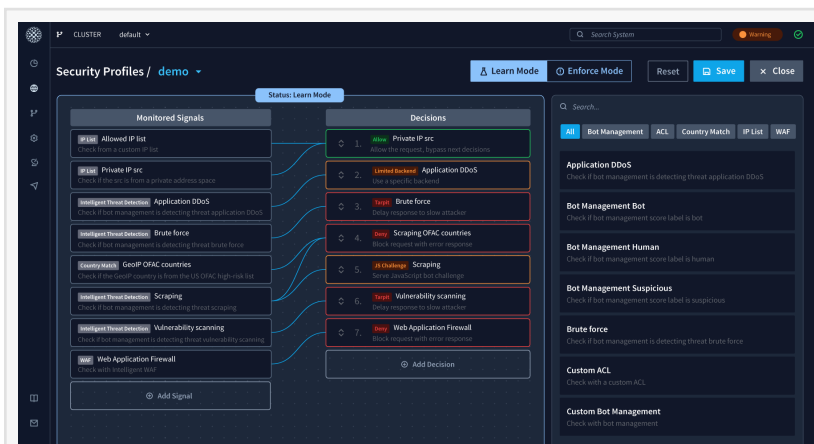 CLUSTER default
Search System
Warning
Security Profiles / demo
Learn Mode
Enforce Mode
Reset
Save
Close
Status: Learn Mode
Monitored Signals
IP List Allowed IP list
Check from a custom IP list
IP List Private IP src
Check if the src is from a private address space
Intelligent Threat Detection Application DDoS
Check if bot management is detecting threat application DDoS
Intelligent Threat Detection Brute force
Check if bot management is detecting threat brute force
Country Match GeoIP OFAC countries
Check if the GeoIP country is from the US OFAC high-risk list
Intelligent Threat Detection Scraping
Check if bot management is detecting threat scraping
Intelligent Threat Detection Vulnerability scanning
Check if bot management is detecting threat vulnerability scanning
WAF Web Application Firewall
Check with Intelligent WAF
Add Signal
Decisions
1. Allow Private IP src
Allow the request, bypass next decisions
2. Limited Backend Application DDoS
Use a specific backend
3. Tarpit Brute force
Delay response to slow attacker
4. Deny Scraping OFAC countries
Block request with error response
5. JS Challenge Scraping
Serve JavaScript bot challenge
6. Tarpit Vulnerability scanning
Delay response to slow attacker
7. Deny Web Application Firewall
Block request with error response
Add Decision
Search...
All Bot Management ACL Country Match IP List WAF
Application DDoS
Check if bot management is detecting threat application DDoS
Bot Management Bot
Check if bot management score label is bot
Bot Management Human
Check if bot management score label is human
Bot Management Suspicious
Check if bot management score label is suspicious
Brute force
Check if bot management is detecting threat brute force
Custom ACL
Check with a custom ACL
Custom Bot Management
Check with bot management